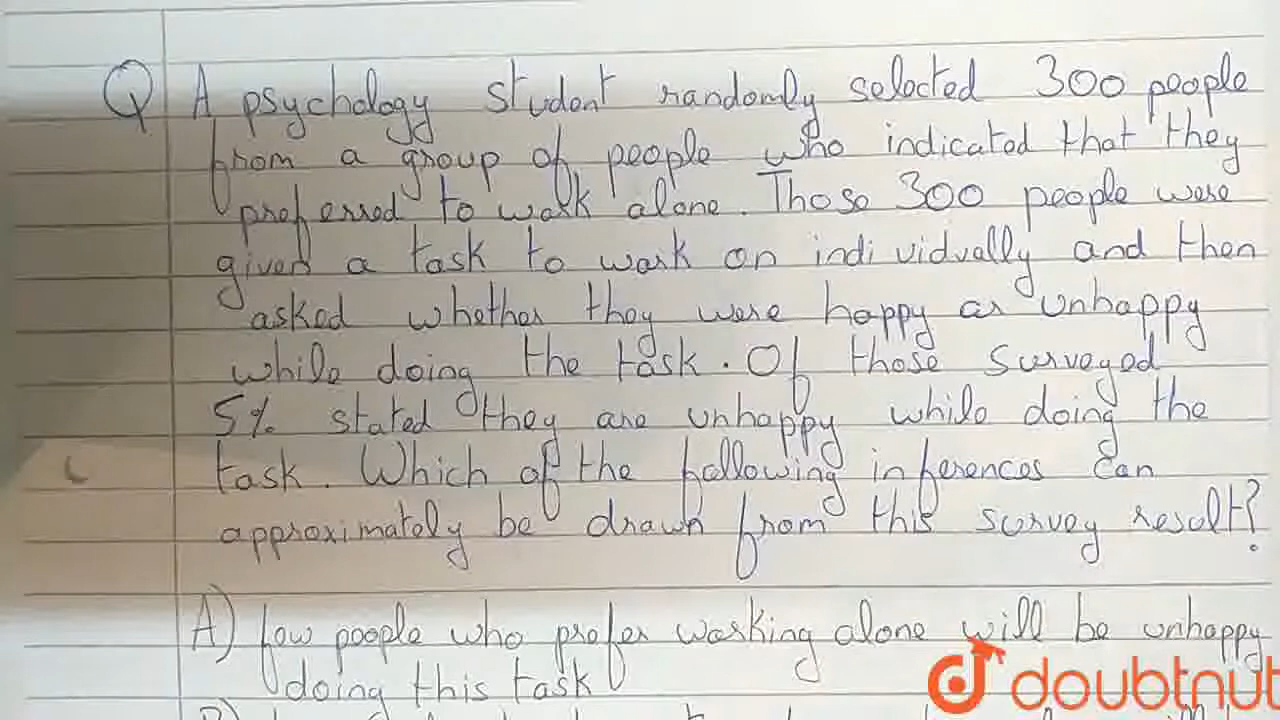 Q A psychology student randomly selected 300 people
from a group of people who indicated that they
preferred to work alone. Those 300 people were
given a task to work on individually and then
asked whether they were happy or unhappy
while doing the task. Of those surveyed
5% stated they are unhappy while doing the
task. Which of the following inferences can
approximately be drawn from this survey result?
A) few people who prefer working alone will be unhappy
doing this task
doubtnut
B)